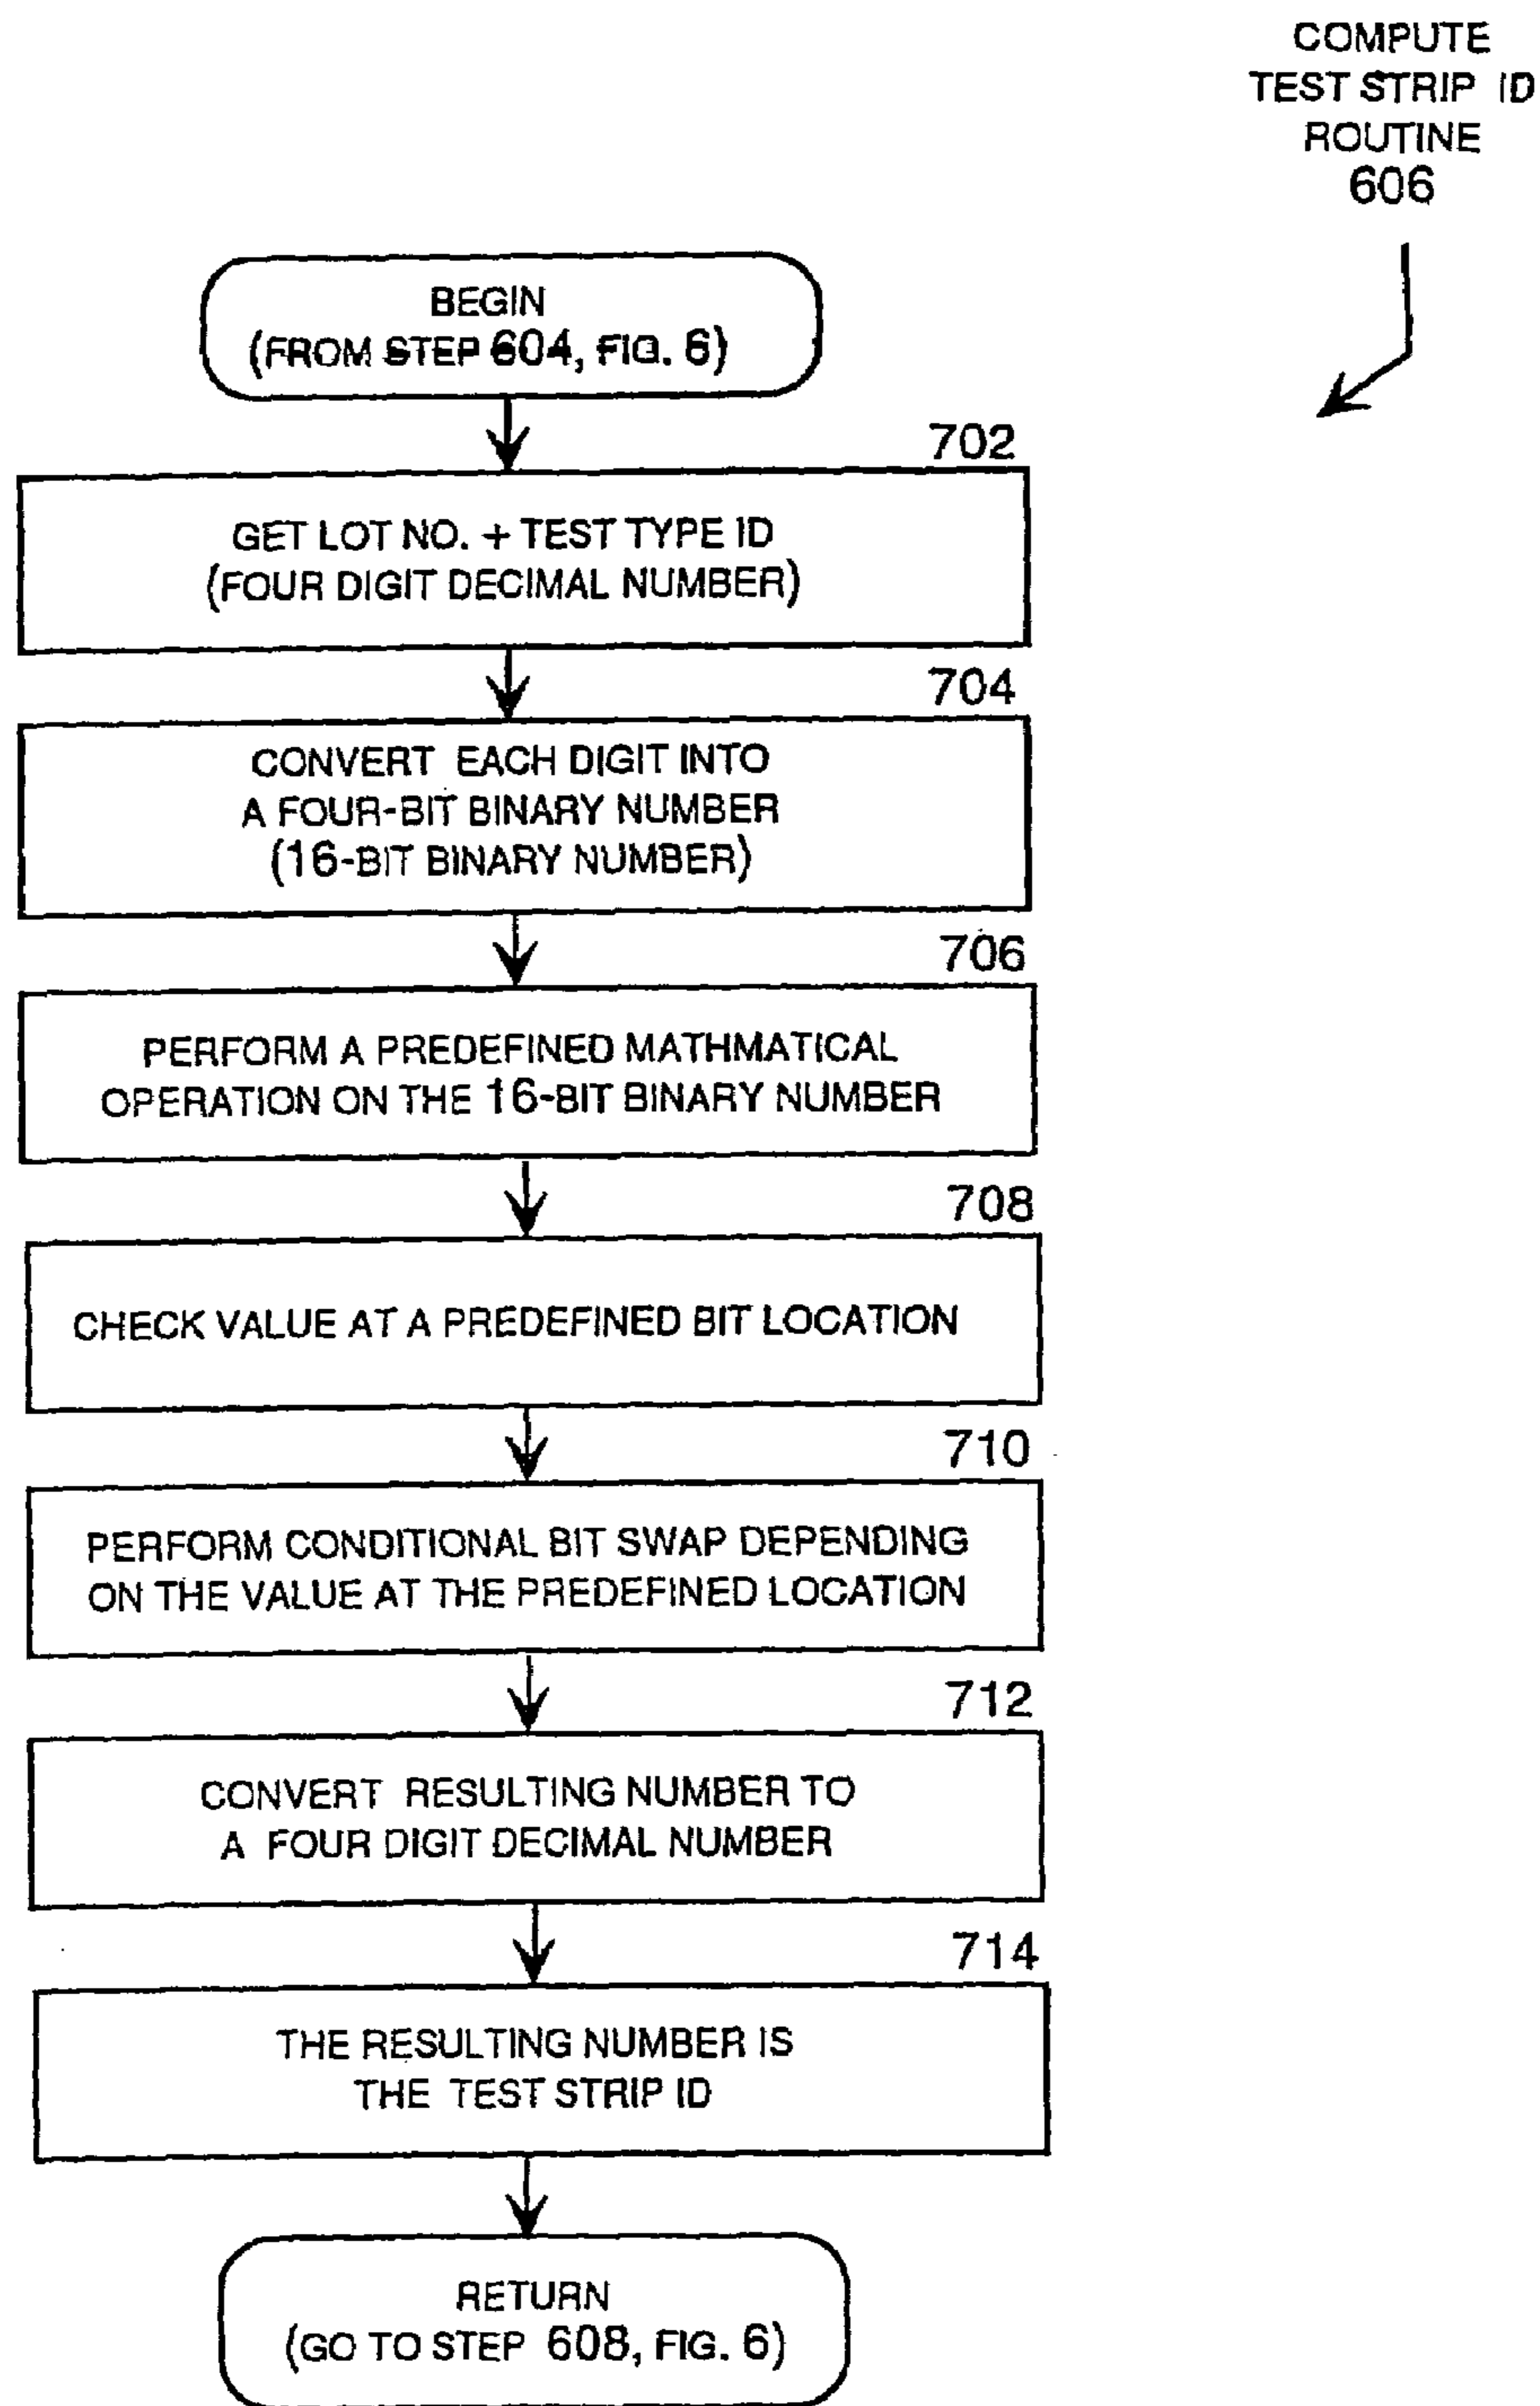 COMPUTE
TEST STRIP ID
ROUTINE
606
BEGIN
(FROM STEP 604, FIG. 6)
702
GET LOT NO. + TEST TYPE ID
(FOUR DIGIT DECIMAL NUMBER)
704
CONVERT EACH DIGIT INTO
A FOUR-BIT BINARY NUMBER
(16-BIT BINARY NUMBER)
706
PERFORM A PREDEFINED MATHMATICAL
OPERATION ON THE 16-BIT BINARY NUMBER
708
CHECK VALUE AT A PREDEFINED BIT LOCATION
710
PERFORM CONDITIONAL BIT SWAP DEPENDING
ON THE VALUE AT THE PREDEFINED LOCATION
712
CONVERT RESULTING NUMBER TO
A FOUR DIGIT DECIMAL NUMBER
714
THE RESULTING NUMBER IS
THE TEST STRIP ID
RETURN
(GO TO STEP 608, FIG. 6)